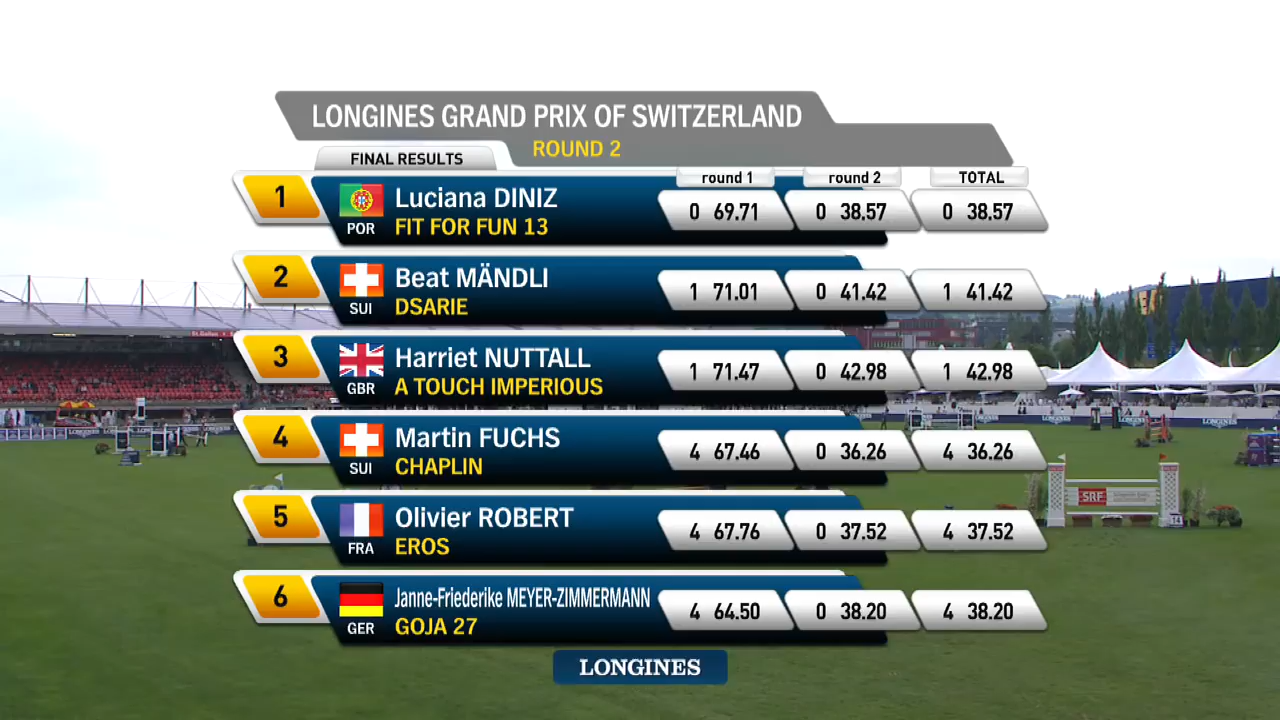 LONGINES GRAND PRIX OF SWITZERLAND
ROUND 2
FINAL RESULTS
round 1 round 2 TOTAL
1 Luciana DINIZ 0 69.71 0 38.57 0 38.57
POR FIT FOR FUN 13
2 Beat MÄNDLI 1 71.01 0 41.42 1 41.42
SUI DSARIE
3 Harriet NUTTALL 1 71.47 0 42.98 1 42.98
GBR A TOUCH IMPERIOUS
4 Martin FUCHS 4 67.46 0 36.26 4 36.26
SUI CHAPLIN
5 Olivier ROBERT 4 67.76 0 37.52 4 37.52
FRA EROS
6 Janne-Friederike MEYER-ZIMMERMANN 4 64.50 0 38.20 4 38.20
GER GOJA 27
LONGINES
St.Gallen
LONGINES
LONGINES
SRF
14